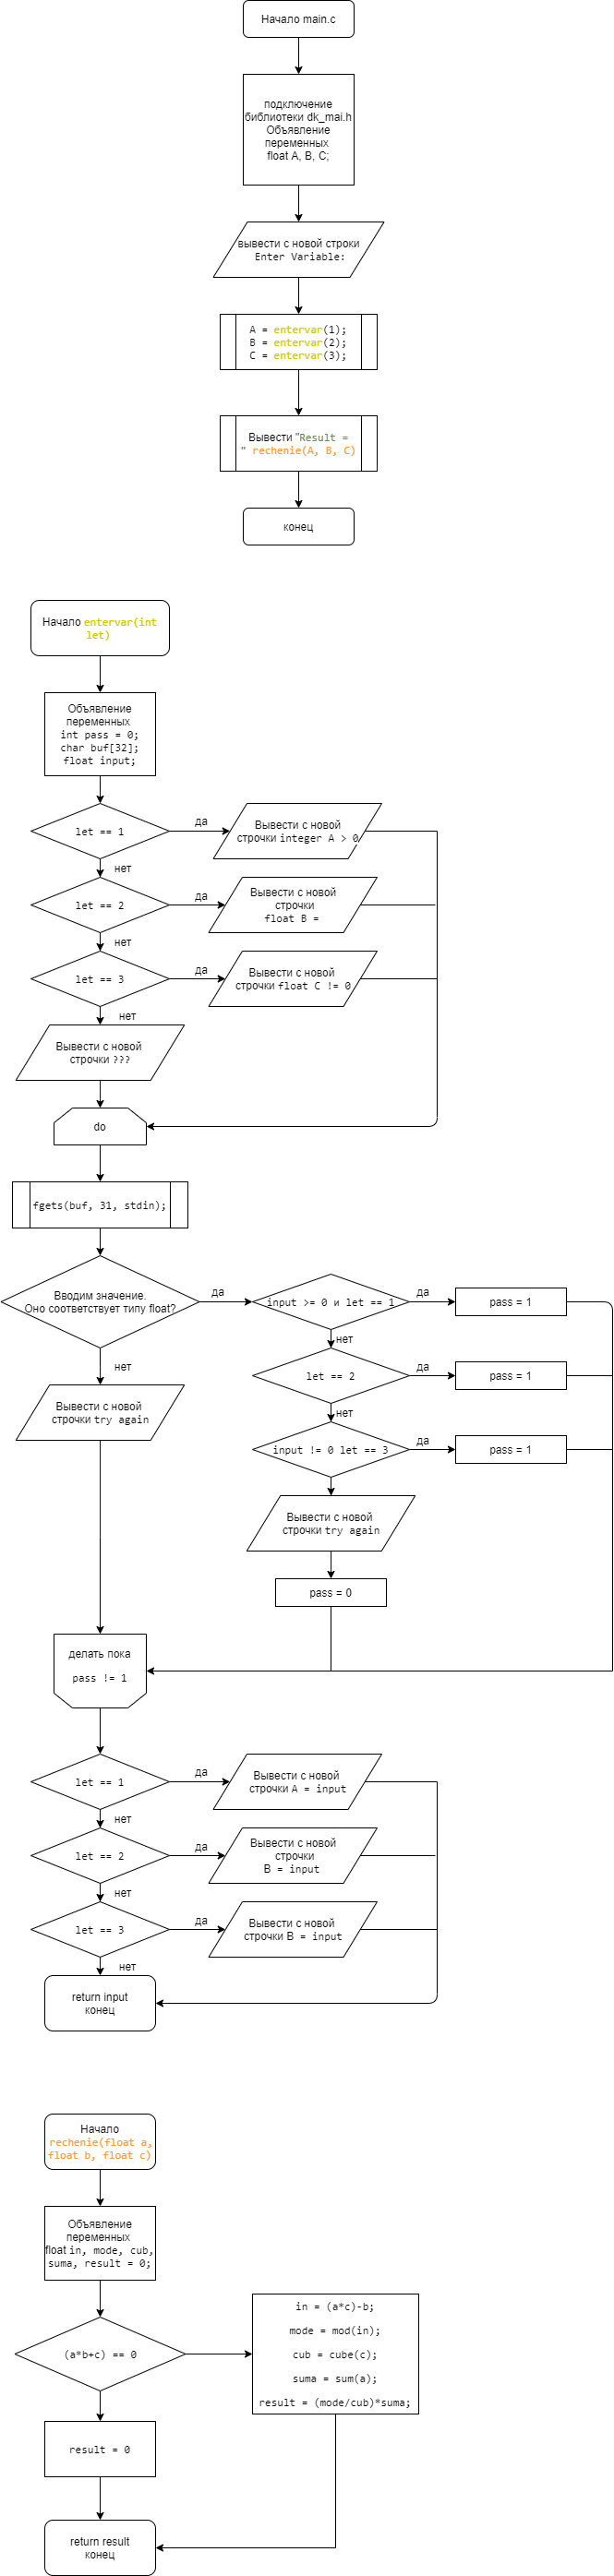 Начало main.c
подключение
библиотеки dk_mai.h
Объявление
переменных
float A, B, C;
вывести с новой строки
Enter Variable:
A = entervar(1);
B = entervar(2);
C = entervar(3);
Вывести "Result =
" rechenie(A, B, C)
конец
Начало entervar(int
let)
Объявление
переменных
int pass = 0;
char buf[32];
float input;
let == 1
да
Вывести с новой
строчки integer A > 0
нет
let == 2
да
Вывести с новой
строчки
float B =
нет
let == 3
да
Вывести с новой
строчки float C != 0
нет
Вывести с новой
строчки ???
do
fgets(buf, 31, stdin);
Вводим значение.
Оно соответствует типу float?
да
input >= 0 и let == 1
да
pass = 1
нет
нет
let == 2
да
pass = 1
Вывести с новой
строчки try again
нет
input != 0 let == 3
да
pass = 1
Вывести с новой
строчки try again
pass = 0
делать пока
pass != 1
let == 1
да
Вывести с новой
строчки A = input
нет
let == 2
да
Вывести с новой
строчки
B = input
нет
let == 3
да
Вывести с новой
строчки B = input
нет
return input
конец
Начало
rechenie(float a,
float b, float c)
Объявление
переменных
float in, mode, cub,
suma, result = 0;
(a*b+c) == 0
in = (a*c)-b;
mode = mod(in);
cub = cube(c);
suma = sum(a);
result = (mode/cub)*suma;
result = 0
return result
конец